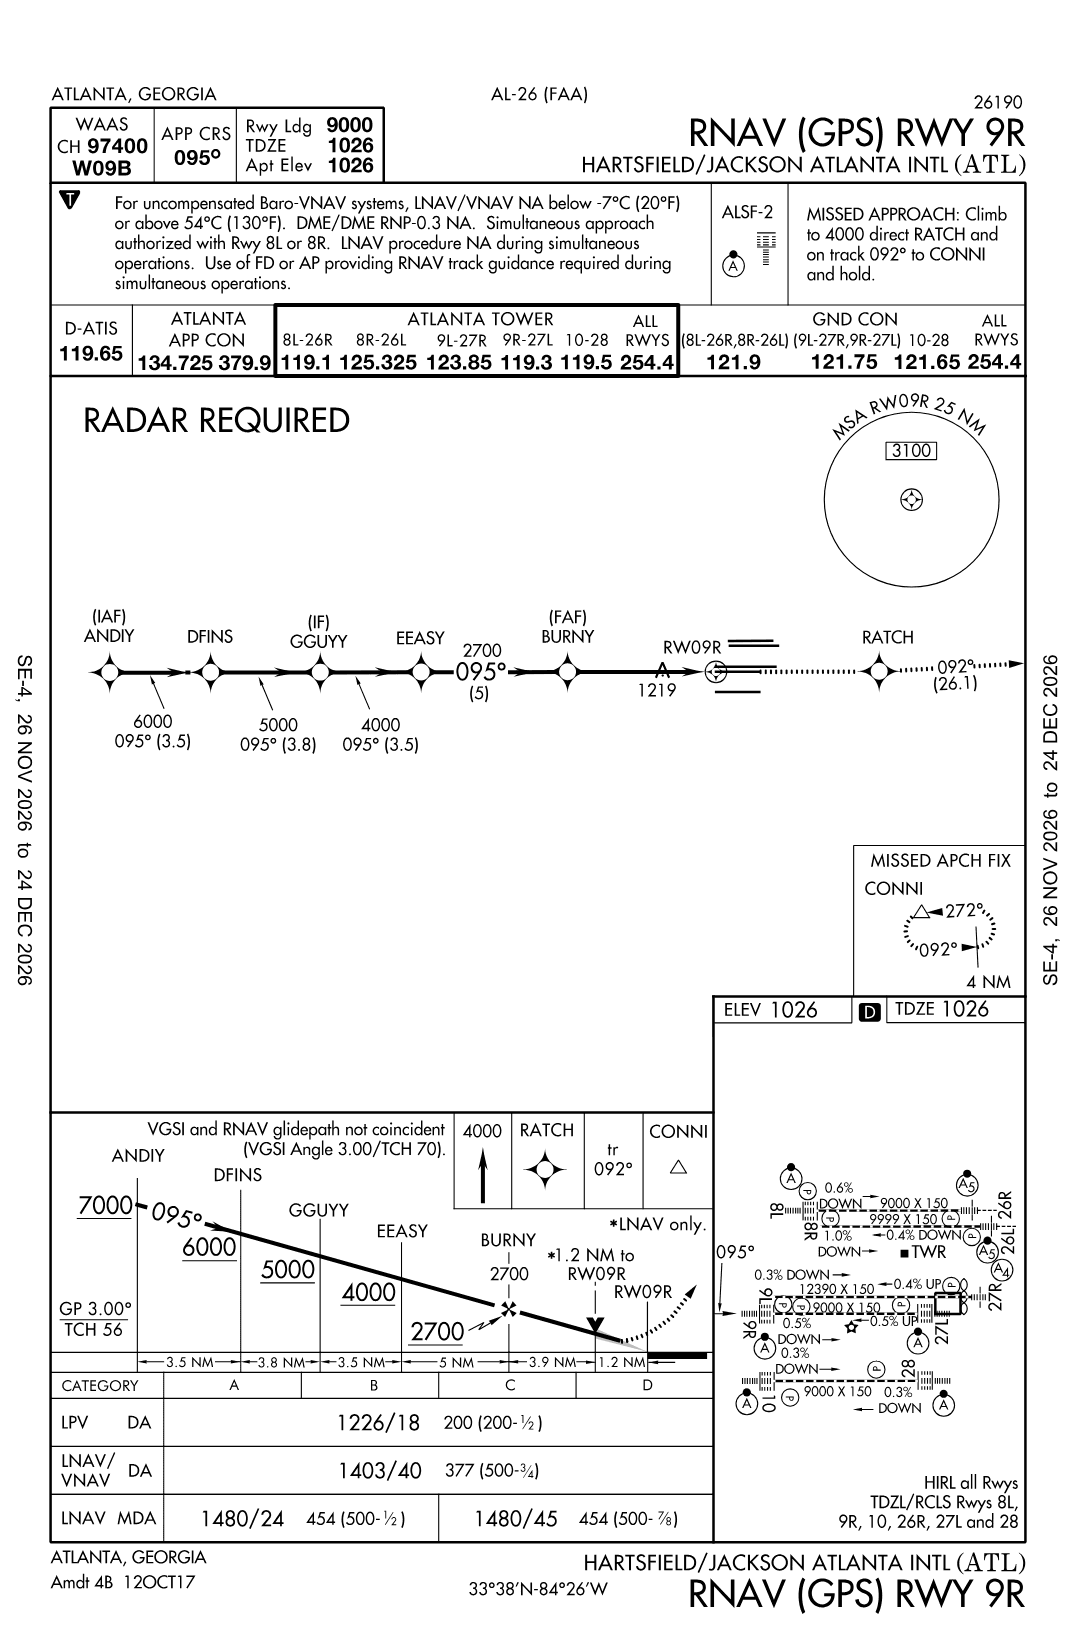 ATLANTA, GEORGIA
AL-26 (FAA)
26190
WAAS
CH 97400
W09B
APP CRS
095°
Rwy Ldg 9000
TDZE 1026
Apt Elev 1026
RNAV (GPS) RWY 9R
HARTSFIELD/JACKSON ATLANTA INTL (ATL)
T
For uncompensated Baro-VNAV systems, LNAV/VNAV NA below -7°C (20°F)
or above 54°C (130°F). DME/DME RNP-0.3 NA. Simultaneous approach
authorized with Rwy 8L or 8R. LNAV procedure NA during simultaneous
operations. Use of FD or AP providing RNAV track guidance required during
simultaneous operations.
ALSF-2
A
MISSED APPROACH: Climb
to 4000 direct RATCH and
on track 092° to CONNI
and hold.
D-ATIS
119.65
ATLANTA
APP CON
134.725 379.9
ATLANTA TOWER
8L-26R 8R-26L 9L-27R 9R-27L 10-28 ALL RWYS
119.1 125.325 123.85 119.3 119.5 254.4
GND CON
(8L-26R,8R-26L) (9L-27R,9R-27L) 10-28 ALL RWYS
121.9 121.75 121.65 254.4
RADAR REQUIRED
MSA RW09R 25 NM
3100
(IAF)
ANDIY
DFINS
(IF)
GGUYY
EEASY
2700
095°
(5)
(FAF)
BURNY
RW09R
1219
RATCH
092°
(26.1)
6000
095° (3.5)
5000
095° (3.8)
4000
095° (3.5)
SE-4, 26 NOV 2026 to 24 DEC 2026
SE-4, 26 NOV 2026 to 24 DEC 2026
MISSED APCH FIX
CONNI
272°
092°
4 NM
ELEV 1026
D
TDZE 1026
VGSI and RNAV glidepath not coincident
(VGSI Angle 3.00/TCH 70).
4000
RATCH
tr
092°
CONNI
*LNAV only.
ANDIY
DFINS
GGUYY
EEASY
BURNY
2700
*1.2 NM to
RW09R
RW09R
7000
095°
6000
5000
4000
2700
GP 3.00°
TCH 56
3.5 NM
3.8 NM
3.5 NM
5 NM
3.9 NM
1.2 NM
CATEGORY A B C D
LPV DA 1226/18 200 (200-½)
LNAV/
VNAV DA 1403/40 377 (500-¾)
LNAV MDA 1480/24 454 (500-½) 1480/45 454 (500-⅞)
A
P
0.6%
DOWN
9000 X 150
A5
8L
26R
P
9999 X 150
P
8R
1.0%
DOWN
0.4% DOWN
P
26L
A5
TWR
A4
095°
0.3% DOWN
0.4% UP
P
12390 X 150
9L
27R
P
P
9000 X 150
P
9R
0.5%
DOWN
0.5% UP
27L
A
A
0.3%
DOWN
P
28
10
P
9000 X 150
0.3%
DOWN
A
A
HIRL all Rwys
TDZL/RCLS Rwys 8L,
9R, 10, 26R, 27L and 28
ATLANTA, GEORGIA
Amdt 4B 12OCT17
33°38'N-84°26'W
HARTSFIELD/JACKSON ATLANTA INTL (ATL)
RNAV (GPS) RWY 9R